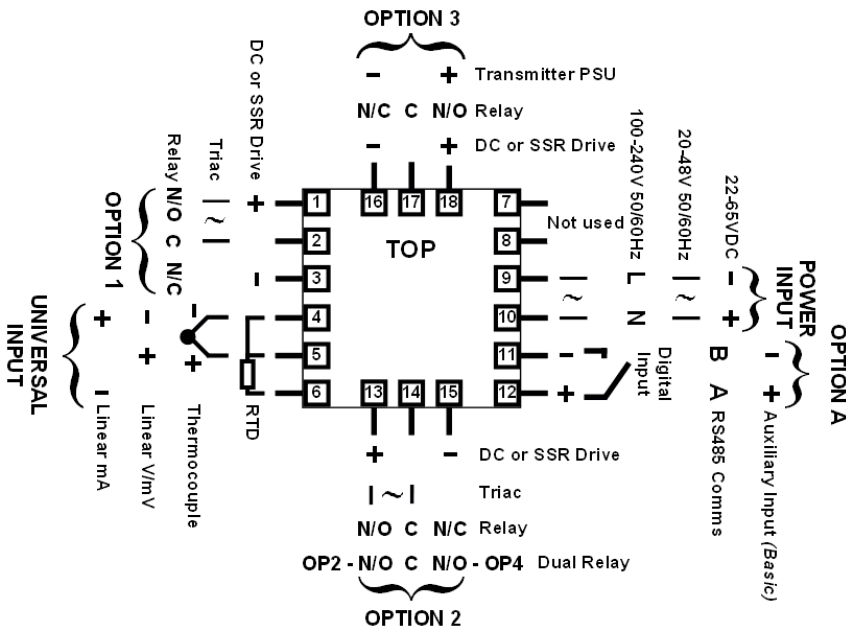 OPTION 3
- + Transmitter PSU
N/C C N/O Relay
- + DC or SSR Drive
Relay N/O C N/C
Triac ~
DC or SSR Drive + -
OPTION 1
16 17 18
1
2
3
4
5
6
TOP
7
8
9
10
11
12
13 14 15
Not used
~
100-240V 50/60Hz L N
20-48V 50/60Hz ~
22-65VDC - +
POWER
INPUT
- +
Digital
Input
B A RS485 Comms
- + Auxiliary Input (Basic)
OPTION A
UNIVERSAL
INPUT
+ - Linear mA
- + Linear V/mV
- + Thermocouple
RTD
+ - DC or SSR Drive
~ Triac
N/O C N/C Relay
OP2 - N/O C N/O - OP4 Dual Relay
OPTION 2